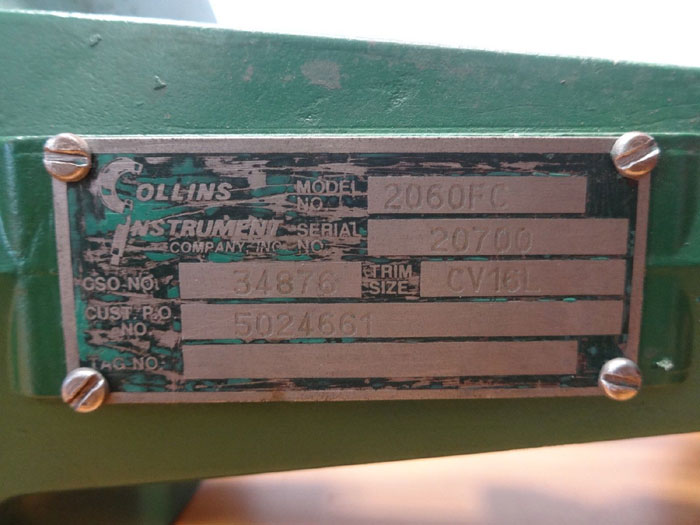 COLLINS
INSTRUMENT
COMPANY, INC.
MODEL NO. 2060FC
SERIAL NO. 20700
CSO NO. 34876 TRIM SIZE CV16L
CUST. P.O. NO. 5024661
TAG NO.